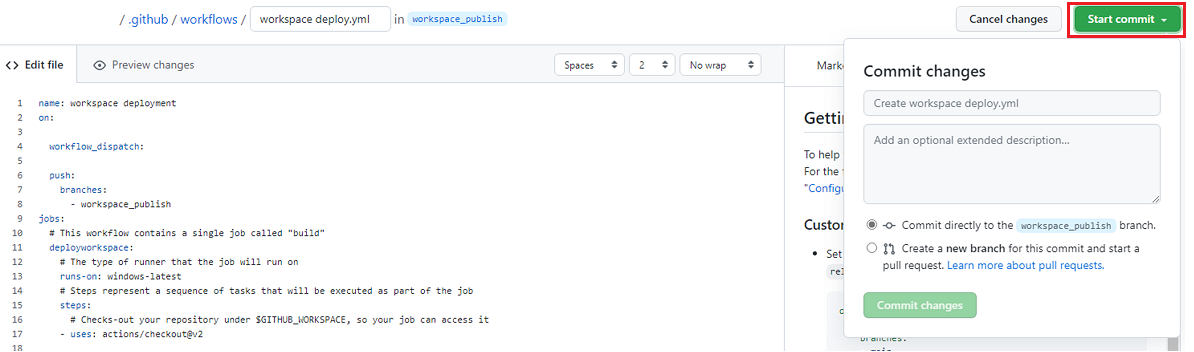 / .github / workflows / workspace deploy.yml in workspace_publish
Cancel changes
Start commit
Edit file
Preview changes
Spaces
2
No wrap
1 name: workspace deployment
2 on:
3
4 workflow_dispatch:
5
6 push:
7 branches:
8 - workspace_publish
9 jobs:
10 # This workflow contains a single job called "build"
11 deployworkspace:
12 # The type of runner that the job will run on
13 runs-on: windows-latest
14 # Steps represent a sequence of tasks that will be executed as part of the job
15 steps:
16 # Checks-out your repository under $GITHUB_WORKSPACE, so your job can access it
17 - uses: actions/checkout@v2
18
Mark
Getti
To help
For the
"Config
Custo
Set
rel
o
branches:
main
Commit changes
Create workspace deploy.yml
Add an optional extended description...
Commit directly to the workspace_publish branch.
Create a new branch for this commit and start a
pull request. Learn more about pull requests.
Commit changes